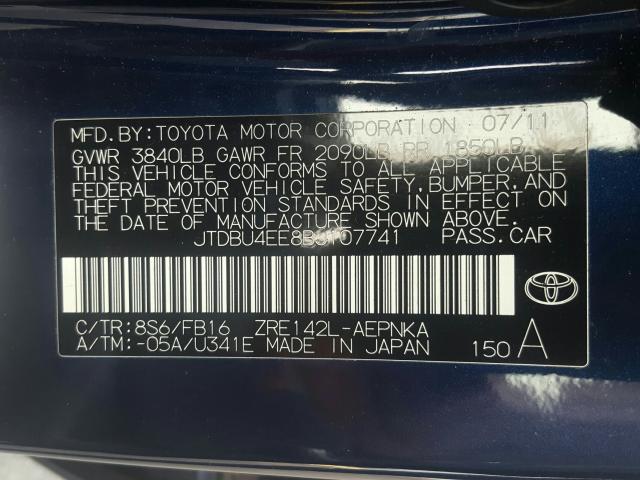 MFD.BY:TOYOTA MOTOR CORPORATION 07/11
GVWR 3840LB GAWR FR 2090LB RR 1850LB
THIS VEHICLE CONFORMS TO ALL APPLICABLE
FEDERAL MOTOR VEHICLE SAFETY,BUMPER,AND
THEFT PREVENTION STANDARDS IN EFFECT ON
THE DATE OF MANUFACTURE SHOWN ABOVE.
PASS.CAR
C/TR:8S6/FB16 ZRE142L-AEPNKA
A/TM:-05A/U341E MADE IN JAPAN 150 A